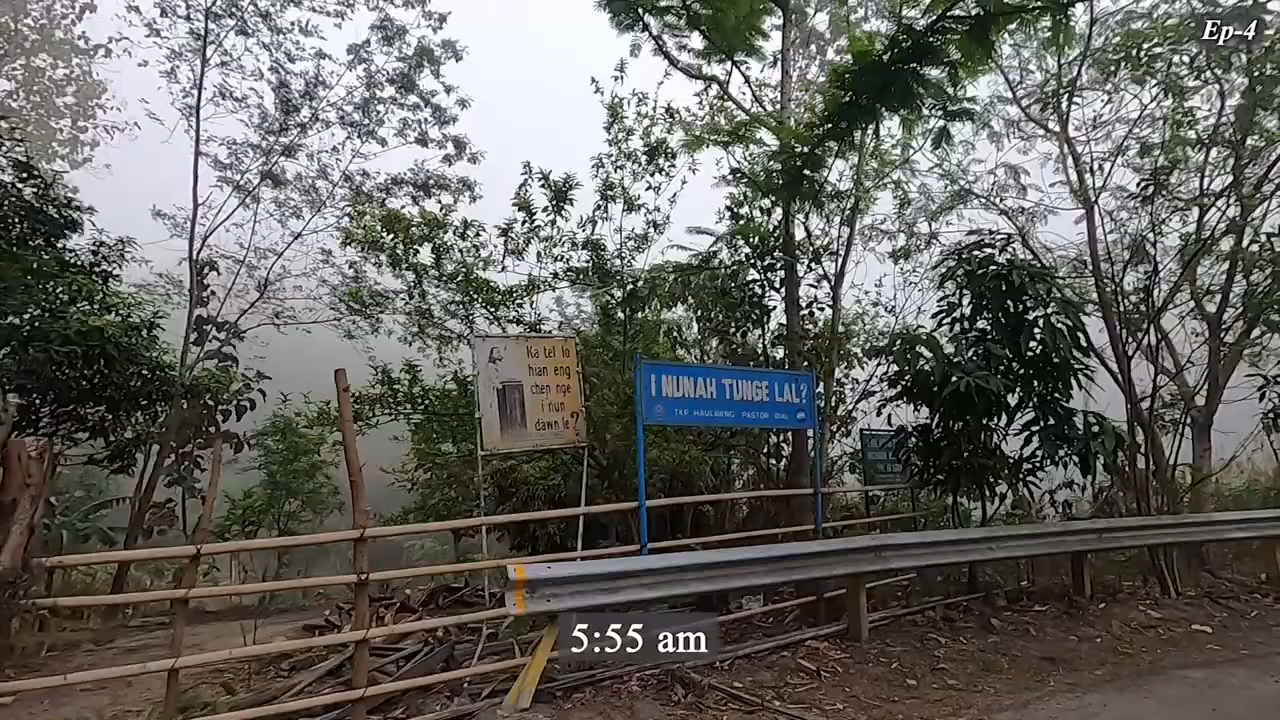 Ep-4
Ka tel lo
hian eng
chen nge
i nun
dawn le?
I NUNAH TUNGE LAL?
TKP HAULAWNG PASTOR BIAL
5:55 am